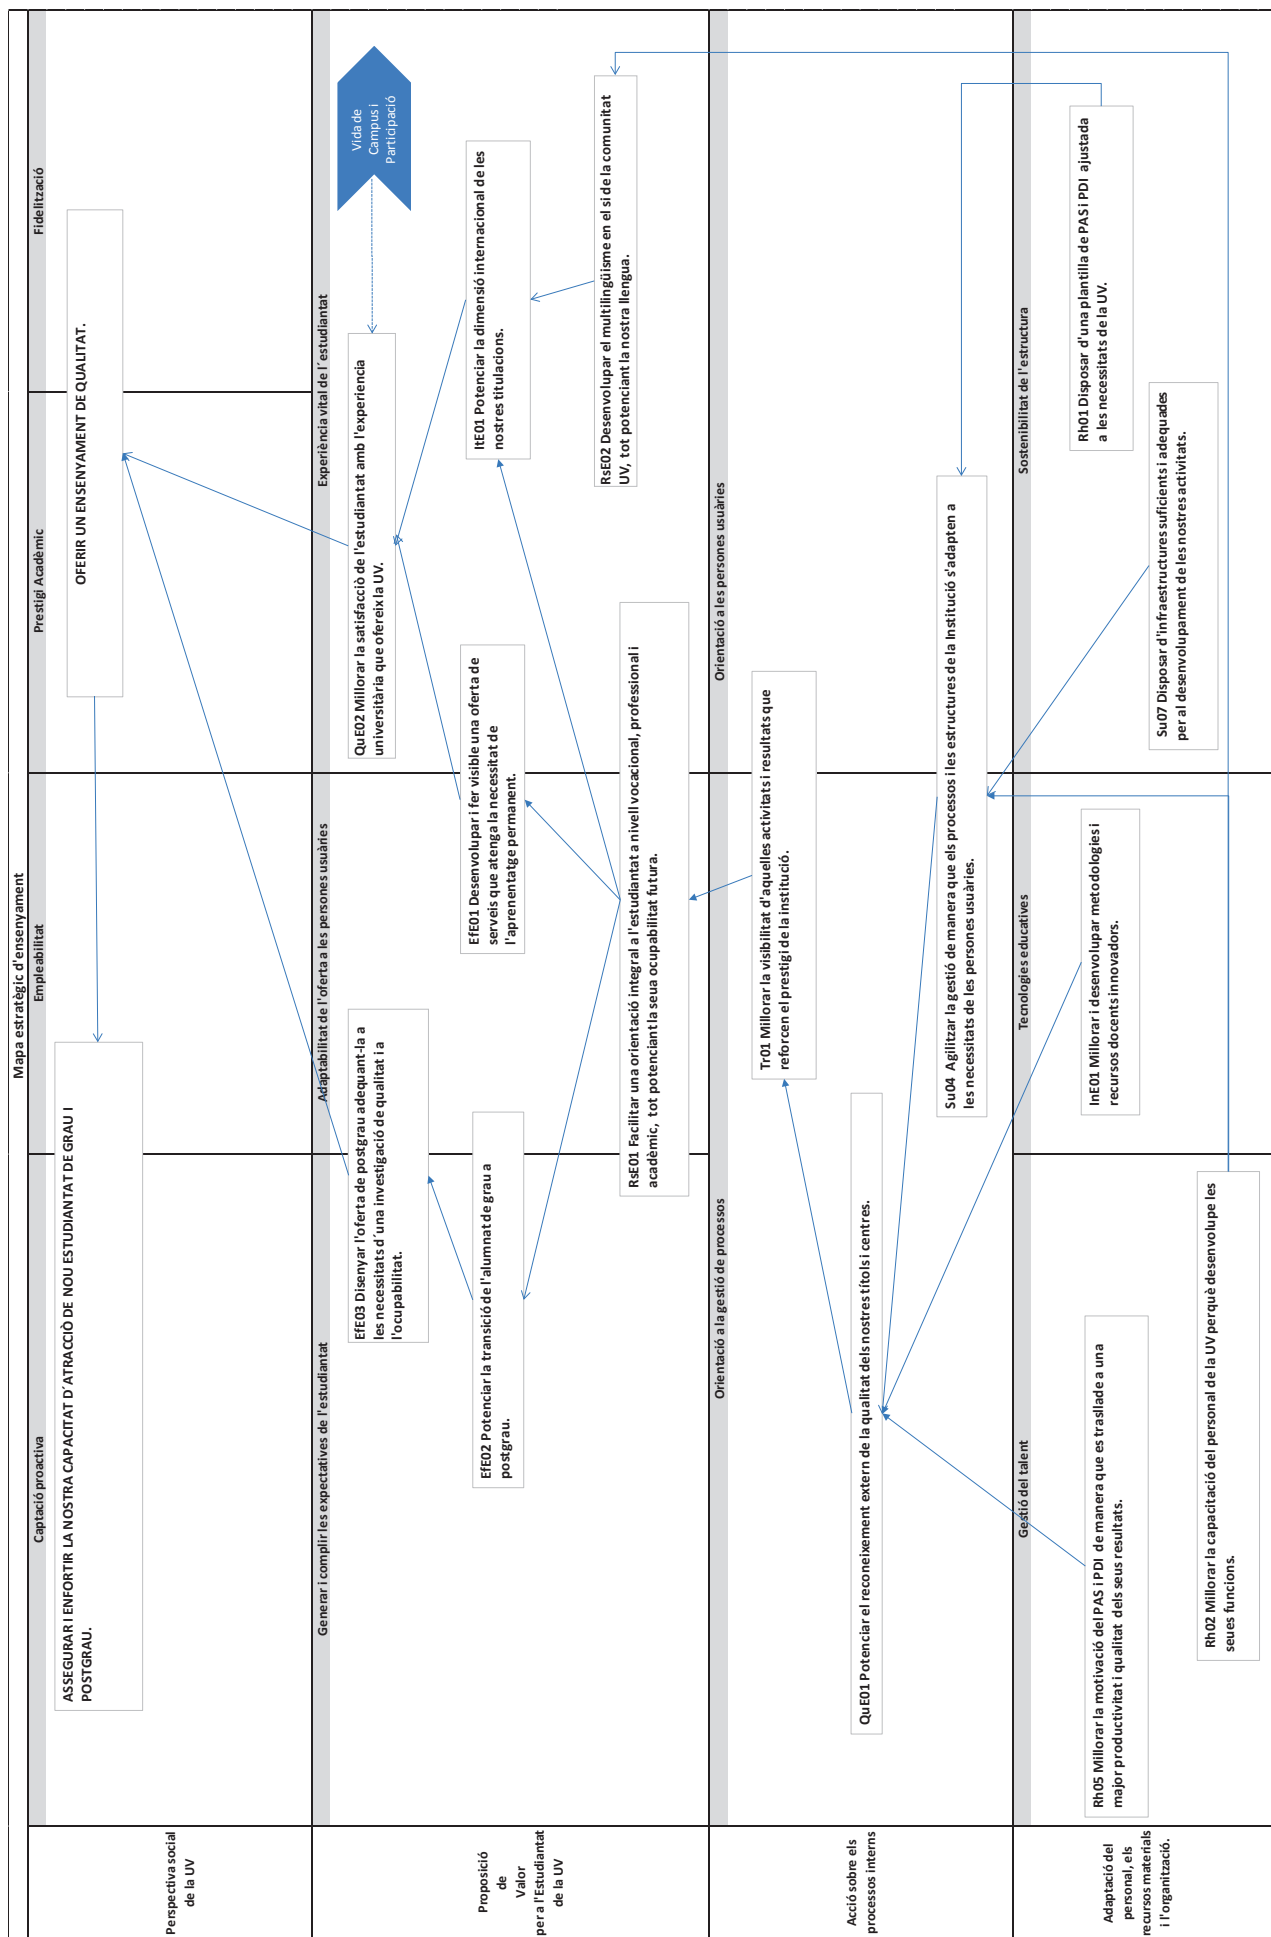 Mapa estratègic d'ensenyament
Perspectiva social
de la UV
Captació proactiva
Empleabilitat
Prestigi Acadèmic
Fidelització
ASSEGURAR I ENFORTIR LA NOSTRA CAPACITAT D´ATRACCIÒ DE NOU ESTUDIANTAT DE GRAU I
POSTGRAU.
OFERIR UN ENSENYAMENT DE QUALITAT.
Proposició
de
Valor
per a l'Estudiantat
de la UV
Generar i complir les expectatives de l'estudiantat
Adaptabilitat de l'oferta a les persones usuàries
Experiència vital de l´estudiantat
EfE03 Disenyar l'oferta de postgrau adequant-la a
les necessitats d´una investigació de qualitat i a
l'ocupabilitat.
QuE02 Millorar la satisfacció de l'estudiantat amb l'experiencia
universitària que ofereix la UV.
Vida de
Campus i
Participació
EfE02 Potenciar la transició de l'alumnat de grau a
postgrau.
EfE01 Desenvolupar i fer visible una oferta de
serveis que atenga la necessitat de
l'aprenentatge permanent.
ItE01 Potenciar la dimensió internacional de les
nostres titulacions.
RsE02 Desenvolupar el multilingüisme en el si de la comunitat
UV, tot potenciant la nostra llengua.
RsE01 Facilitar una orientació integral a l'estudiantat a nivell vocacional, professional i
acadèmic, tot potenciant la seua ocupabilitat futura.
Acció sobre els
processos interns
Orientació a la gestió de processos
Orientació a les persones usuàries
Tr01 Millorar la visibilitat d'aquelles activitats i resultats que
reforcen el prestigi de la institució.
QuE01 Potenciar el reconeixement extern de la qualitat dels nostres títols i centres.
Su04 Agilitzar la gestió de manera que els processos i les estructures de la Institució s'adapten a
les necessitats de les persones usuàries.
Adaptació del
personal, els
recursos materials
i l'organització.
Gestió del talent
Tecnologies educatives
Sostenibilitat de l'estructura
Rh05 Millorar la motivació del PAS i PDI de manera que es trasllade a una
major productivitat i qualitat dels seus resultats.
InE01 Millorar i desenvolupar metodologies i
recursos docents innovadors.
Rh01 Disposar d'una plantilla de PAS i PDI ajustada
a les necessitats de la UV.
Su07 Disposar d'infraestructures suficients i adequades
per al desenvolupament de les nostres activitats.
Rh02 Millorar la capacitació del personal de la UV perquè desenvolupe les
seues funcions.